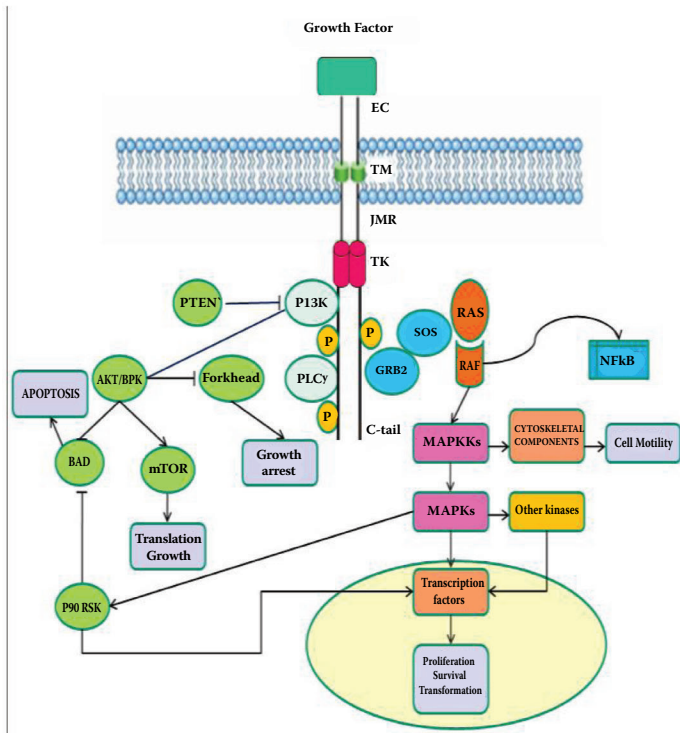 Growth Factor
EC
TM
JMR
TK
PTEN`
P13K
RAS
P
P
SOS
NFkB
RAF
GRB2
AKT/BPK
Forkhead
PLCγ
APOPTOSIS
P
C-tail
BAD
mTOR
Growth
arrest
MAPKKs
CYTOSKELETAL
COMPONENTS
Cell Motility
MAPKs
Other kinases
Translation
Growth
P90 RSK
Transcription
factors
Proliferation
Survival
Transformation